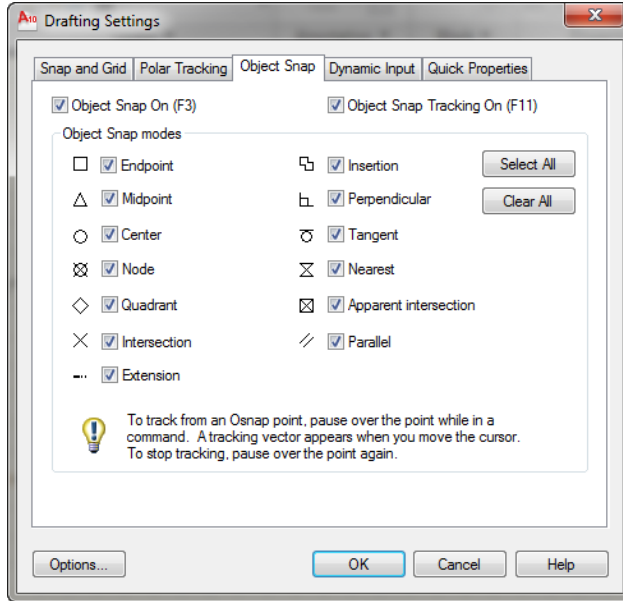 A10 Drafting Settings
Snap and Grid Polar Tracking Object Snap Dynamic Input Quick Properties
Object Snap On (F3) Object Snap Tracking On (F11)
Object Snap modes
Endpoint Insertion Select All
Midpoint Perpendicular Clear All
Center Tangent
Node Nearest
Quadrant Apparent intersection
Intersection Parallel
Extension
To track from an Osnap point, pause over the point while in a
command. A tracking vector appears when you move the cursor.
To stop tracking, pause over the point again.
Options... OK Cancel Help